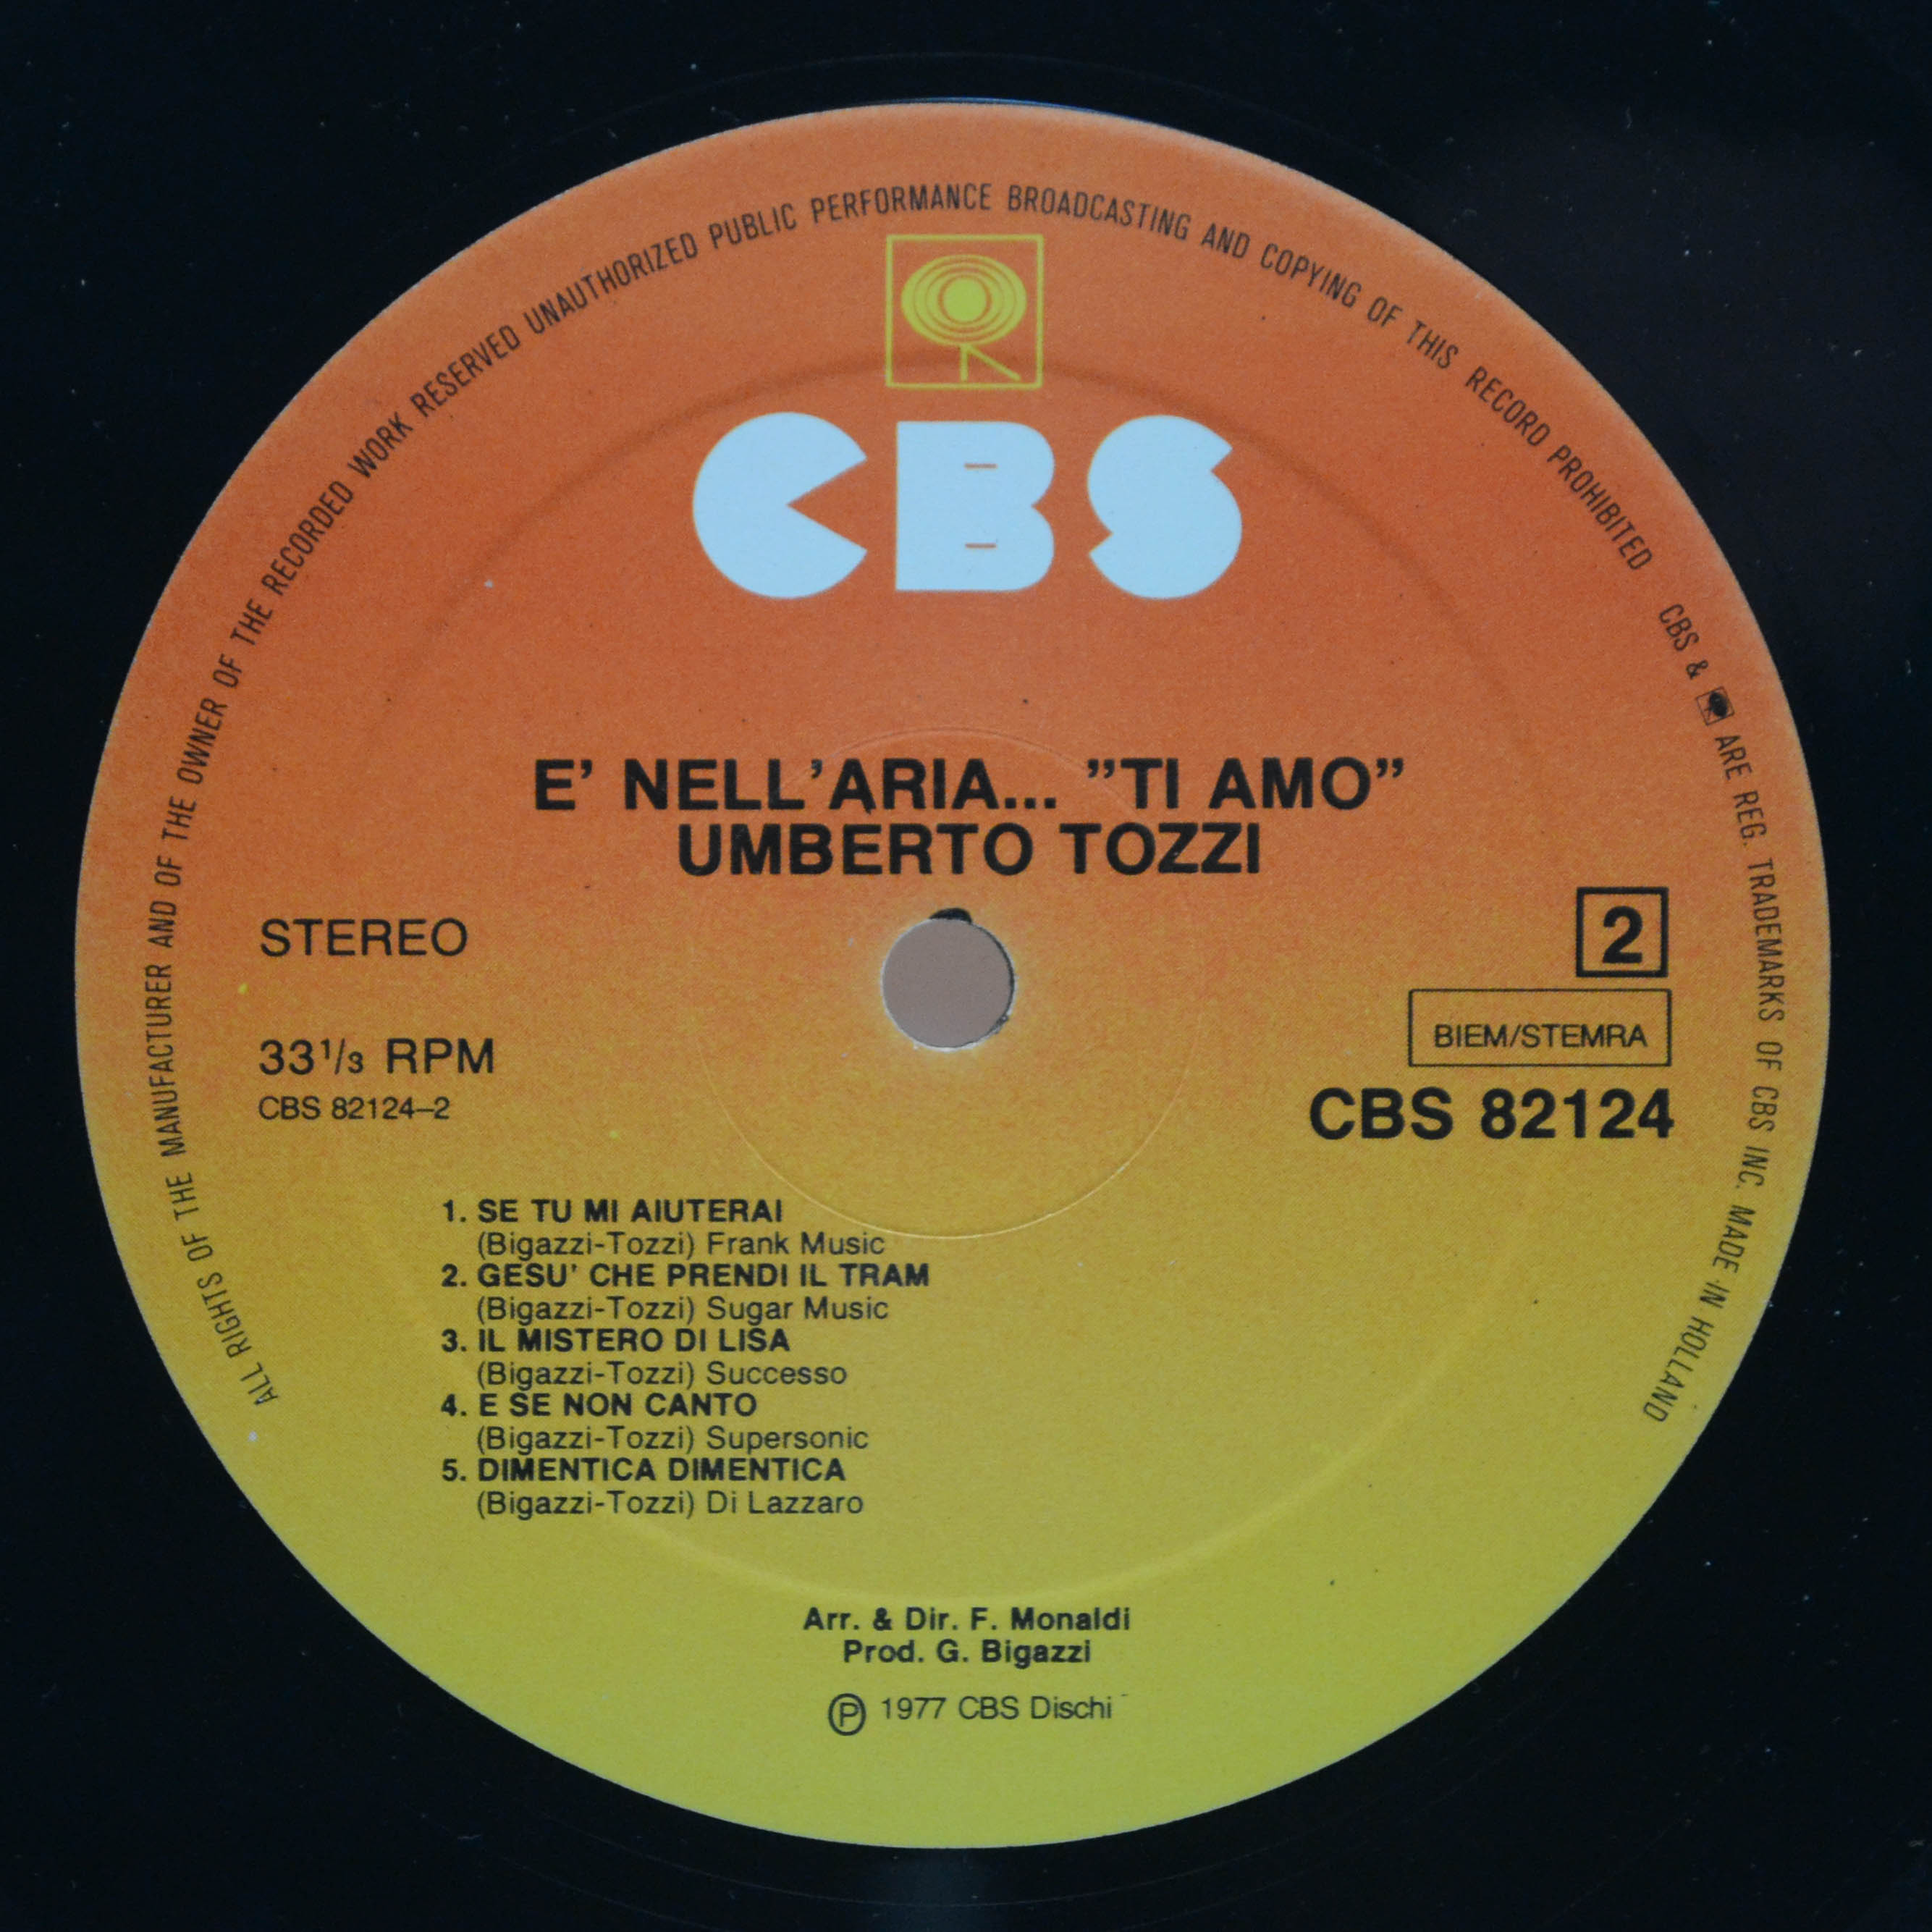 ALL RIGHTS OF THE MANUFACTURER AND OF THE OWNER OF THE RECORDED WORK RESERVED UNAUTHORIZED PUBLIC PERFORMANCE BROADCASTING AND COPYING OF THIS RECORD PROHIBITED CBS & ARE REG. TRADEMARKS OF CBS INC. MADE IN HOLLAND
CBS
E' NELL'ARIA... ”TI AMO”
UMBERTO TOZZI
STEREO
2
33 1/3 RPM
BIEM/STEMRA
CBS 82124–2
CBS 82124
1. SE TU MI AIUTERAI
(Bigazzi-Tozzi) Frank Music
2. GESU' CHE PRENDI IL TRAM
(Bigazzi-Tozzi) Sugar Music
3. IL MISTERO DI LISA
(Bigazzi-Tozzi) Successo
4. E SE NON CANTO
(Bigazzi-Tozzi) Supersonic
5. DIMENTICA DIMENTICA
(Bigazzi-Tozzi) Di Lazzaro
Arr. & Dir. F. Monaldi
Prod. G. Bigazzi
Ⓟ 1977 CBS Dischi